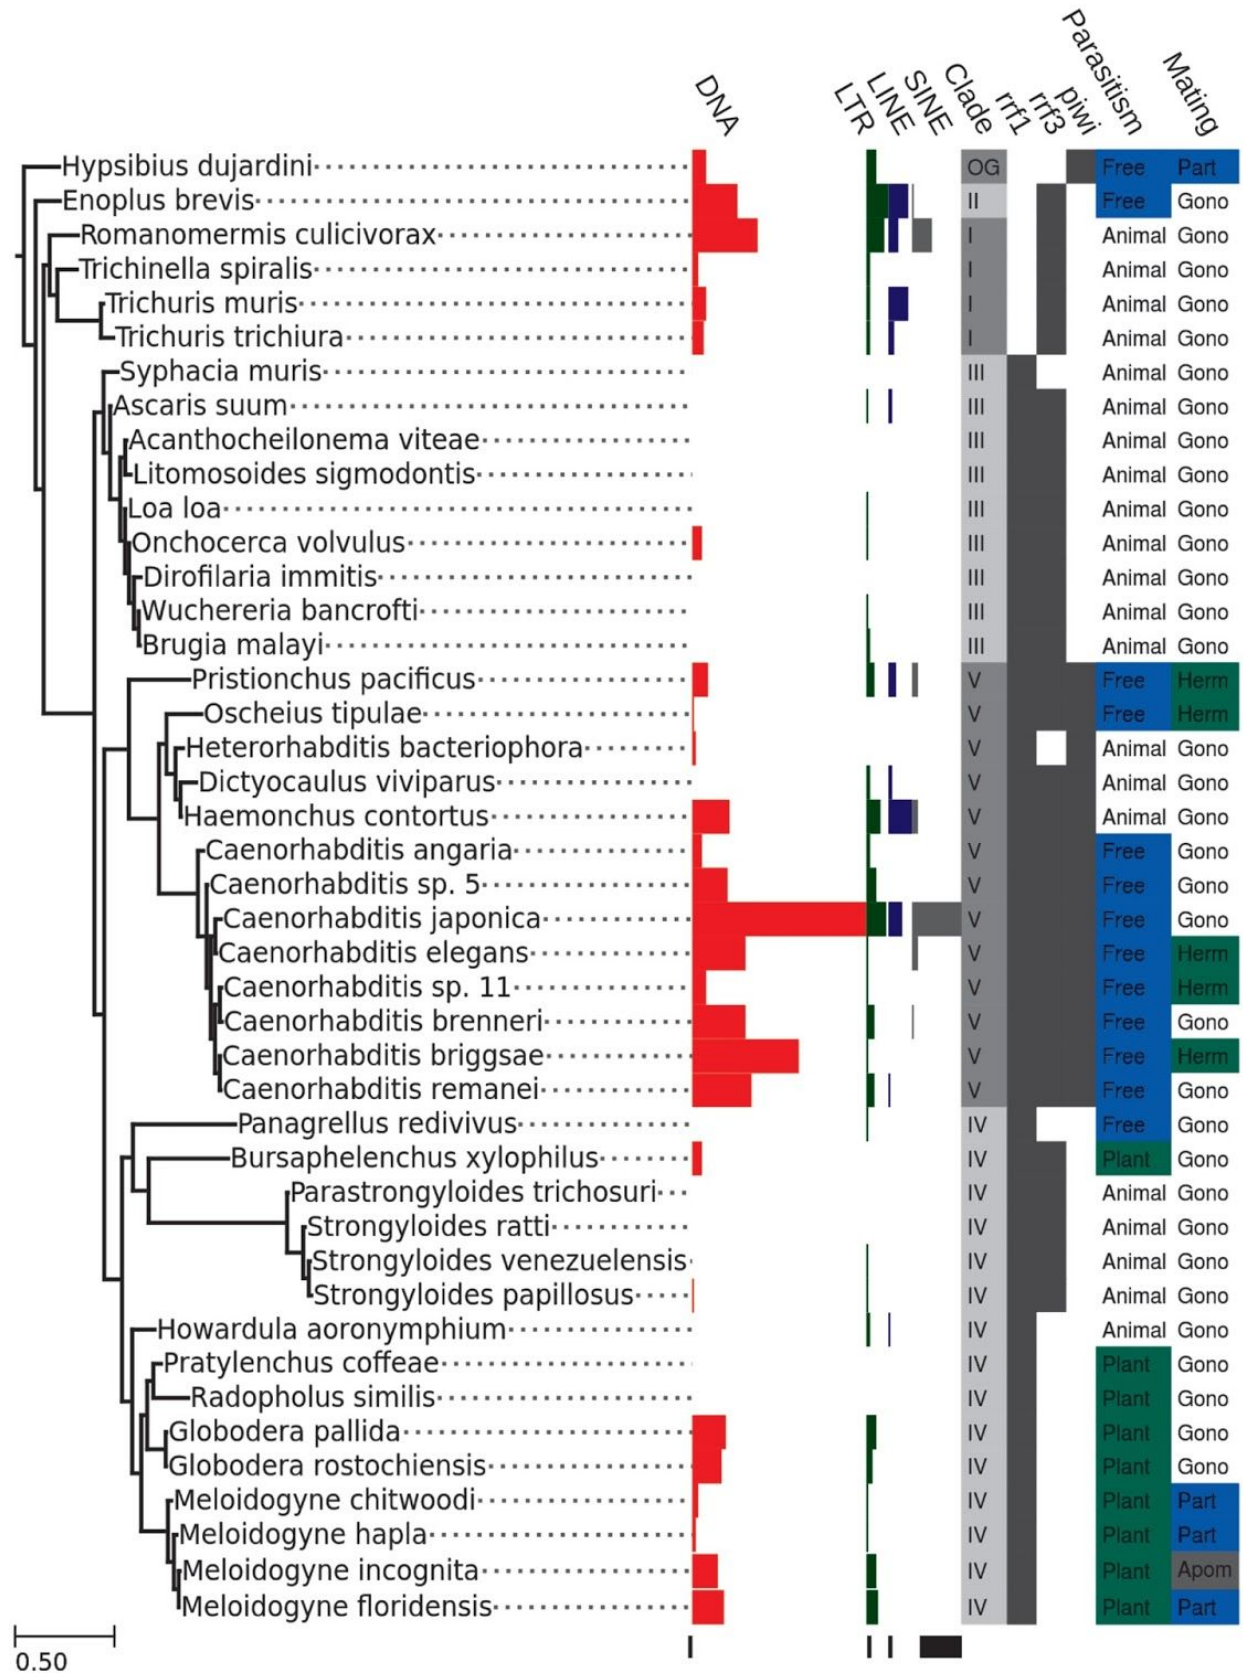 DNA LTR LINE SINE Clade rrf1 rrf3 piwi Parasitism Mating
Hypsibius dujardini OG Free Part
Enoplus brevis II Free Gono
Romanomermis culicivorax I Animal Gono
Trichinella spiralis I Animal Gono
Trichuris muris I Animal Gono
Trichuris trichiura I Animal Gono
Syphacia muris III Animal Gono
Ascaris suum III Animal Gono
Acanthocheilonema viteae III Animal Gono
Litomosoides sigmodontis III Animal Gono
Loa loa III Animal Gono
Onchocerca volvulus III Animal Gono
Dirofilaria immitis III Animal Gono
Wuchereria bancrofti III Animal Gono
Brugia malayi III Animal Gono
Pristionchus pacificus V Free Herm
Oscheius tipulae V Free Herm
Heterorhabditis bacteriophora V Animal Gono
Dictyocaulus viviparus V Animal Gono
Haemonchus contortus V Animal Gono
Caenorhabditis angaria V Free Gono
Caenorhabditis sp. 5 V Free Gono
Caenorhabditis japonica V Free Gono
Caenorhabditis elegans V Free Herm
Caenorhabditis sp. 11 V Free Herm
Caenorhabditis brenneri V Free Gono
Caenorhabditis briggsae V Free Herm
Caenorhabditis remanei V Free Gono
Panagrellus redivivus IV Free Gono
Bursaphelenchus xylophilus IV Plant Gono
Parastrongyloides trichosuri IV Animal Gono
Strongyloides ratti IV Animal Gono
Strongyloides venezuelensis IV Animal Gono
Strongyloides papillosus IV Animal Gono
Howardula aoronymphium IV Animal Gono
Pratylenchus coffeae IV Plant Gono
Radopholus similis IV Plant Gono
Globodera pallida IV Plant Gono
Globodera rostochiensis IV Plant Gono
Meloidogyne chitwoodi IV Plant Part
Meloidogyne hapla IV Plant Part
Meloidogyne incognita IV Plant Apom
Meloidogyne floridensis IV Plant Part
0.50